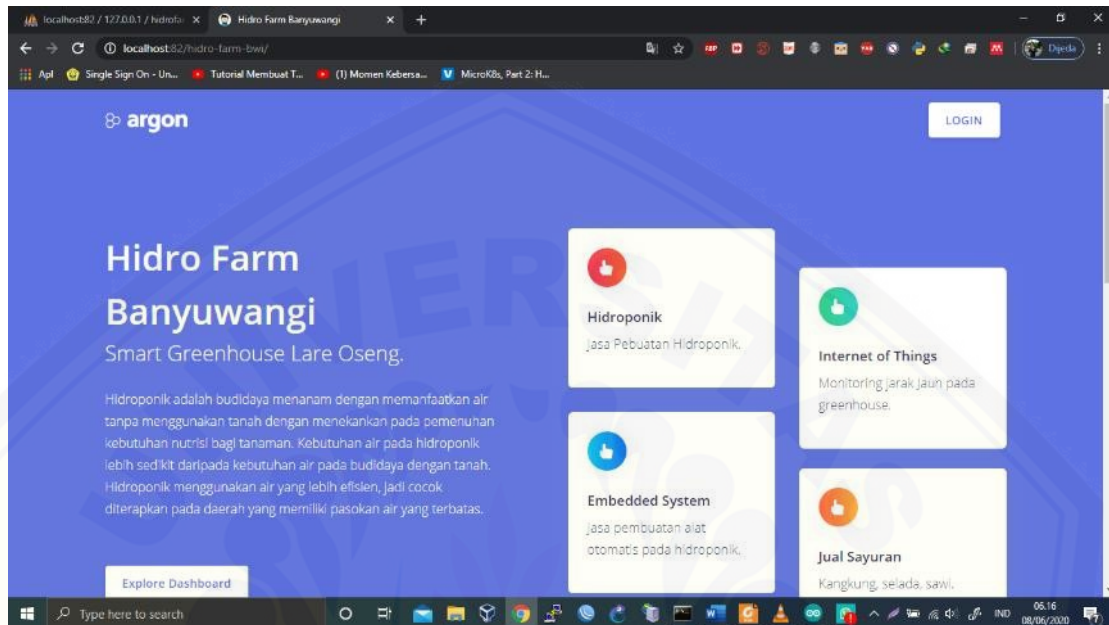 localhost:82 / 127.0.0.1 / hidrofa
Hidro Farm Banyuwangi
localhost:82/hidro-farm-bwi/
Djeda
Apl
Single Sign On - Un...
Tutorial Membuat T...
(1) Momen Kebersa...
MicroK8s, Part 2: H...
argon
LOGIN
Hidro Farm
Banyuwangi
Smart Greenhouse Lare Oseng.
Hidroponik adalah budidaya menanam dengan memanfaatkan air
tanpa menggunakan tanah dengan menekankan pada pemenuhan
kebutuhan nutrisi bagi tanaman. Kebutuhan air pada hidroponik
lebih sedikit daripada kebutuhan air pada budidaya dengan tanah.
Hidroponik menggunakan air yang lebih efisien, jadi cocok
diterapkan pada daerah yang memiliki pasokan air yang terbatas.
Explore Dashboard
Hidroponik
Jasa Pebuatan Hidroponik.
Embedded System
Jasa pembuatan alat
otomatis pada hidroponik.
Internet of Things
Monitoring jarak jaun pada
greenhouse.
Jual Sayuran
Kangkung, selada, sawi.
UNIVERSITAS
Type here to search
IND
06.16
08/06/2020